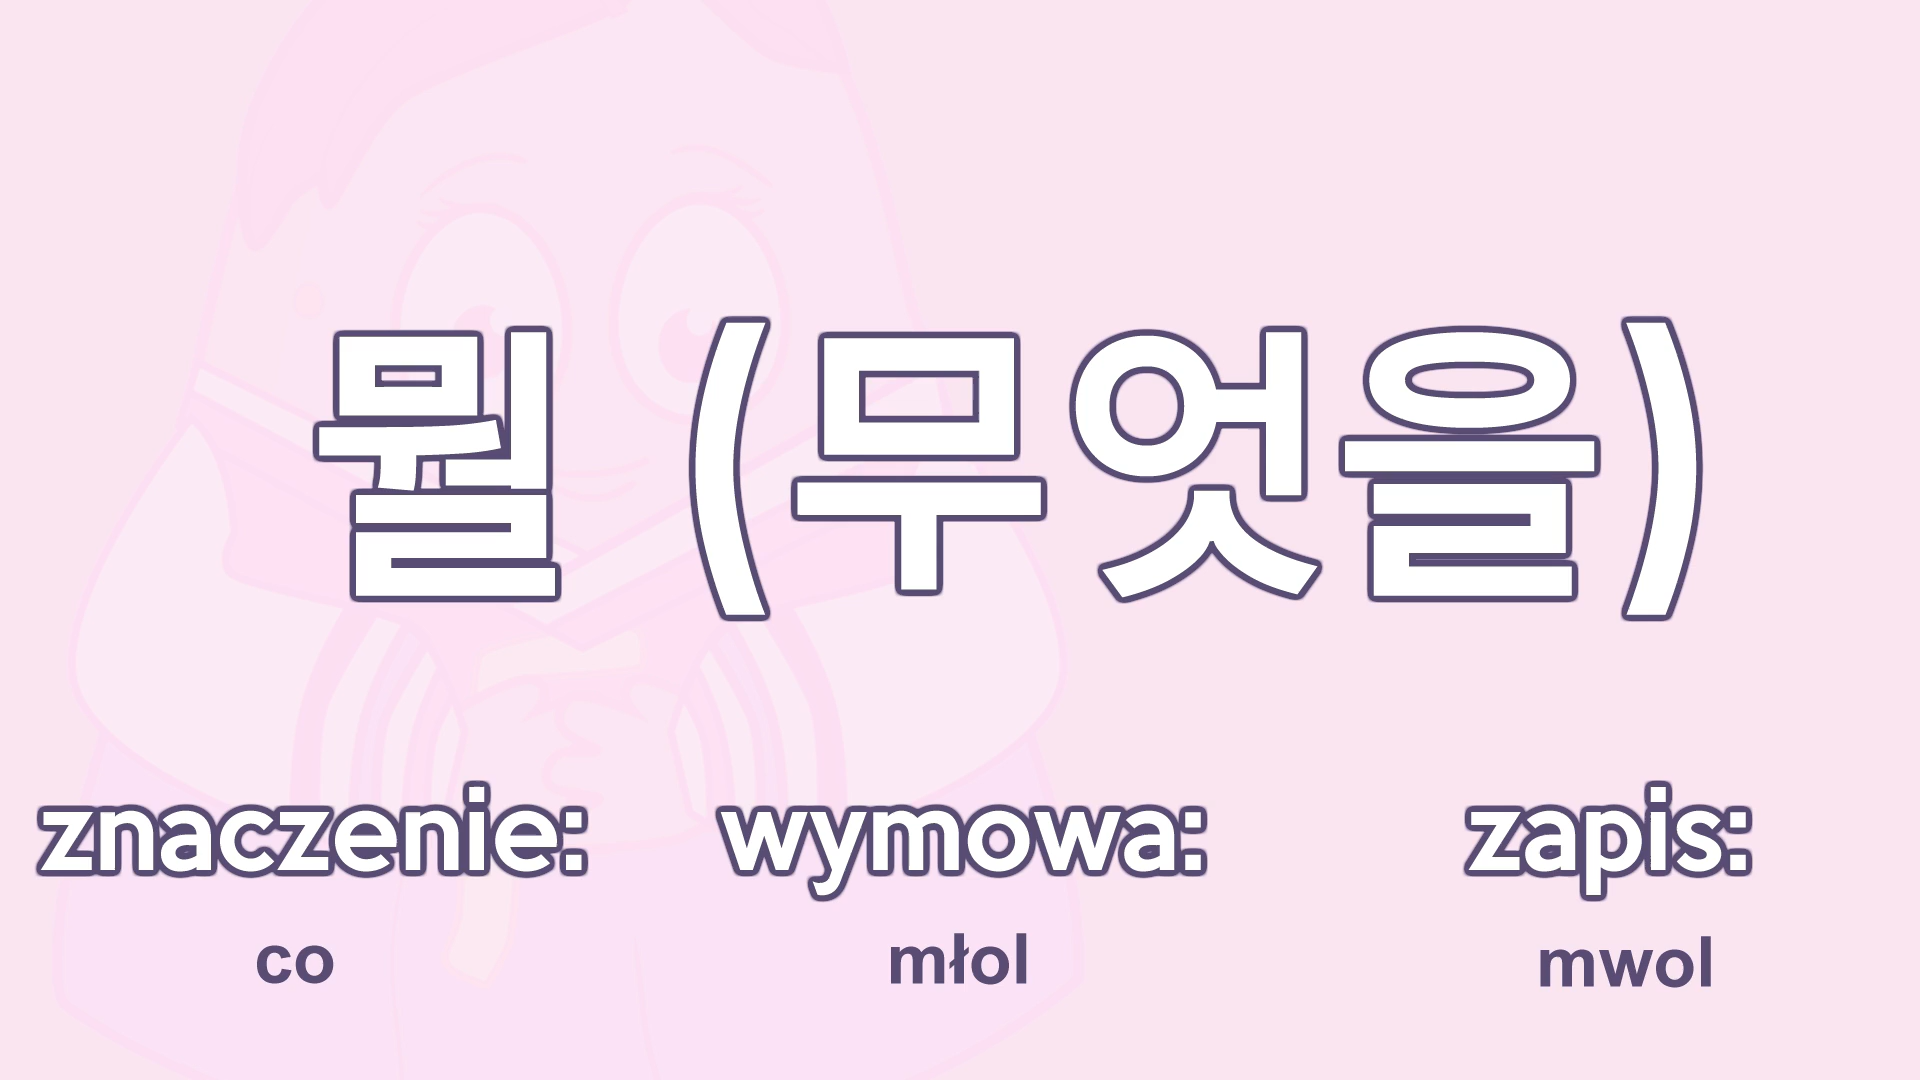 뭘 (무엇을)
znaczenie: wymowa: zapis:
co młol mwol